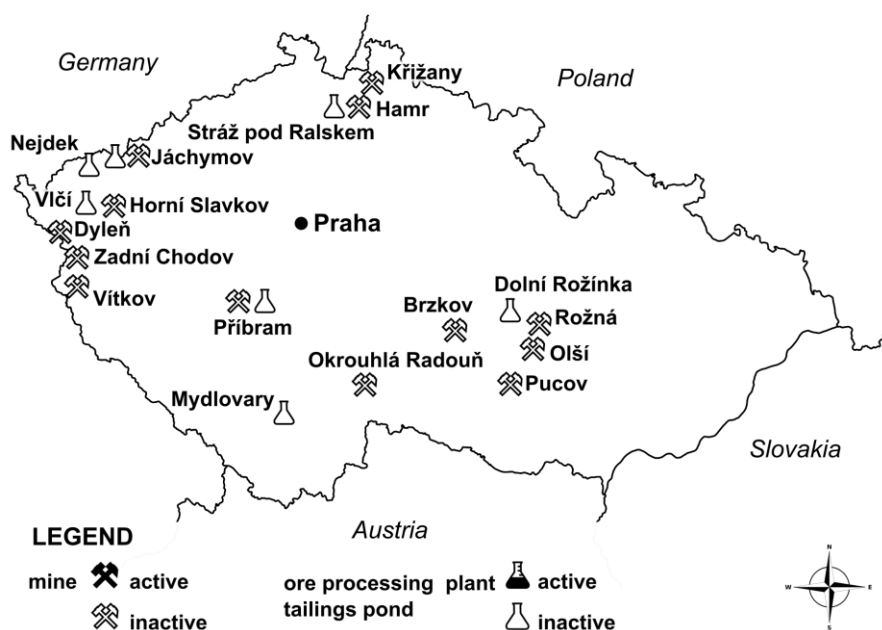 Germany
Křižany
Poland
Hamr
Stráž pod Ralskem
Nejdek
Jáchymov
Vlčí
Horní Slavkov
Dyleň
Praha
Zadní Chodov
Vítkov
Dolní Rožínka
Brzkov
Rožná
Příbram
Olší
Okrouhlá Radouň
Pucov
Mydlovary
Slovakia
Austria
LEGEND
mine active
inactive
ore processing plant active
tailings pond inactive
N
W E
S